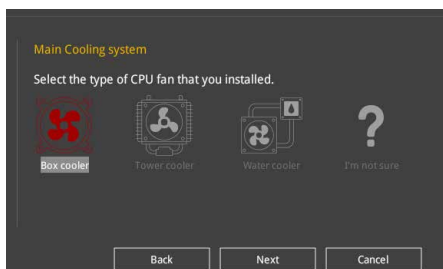 Main Cooling system
Select the type of CPU fan that you installed.
Box cooler
Tower cooler
Water cooler
I'm not sure
Back
Next
Cancel